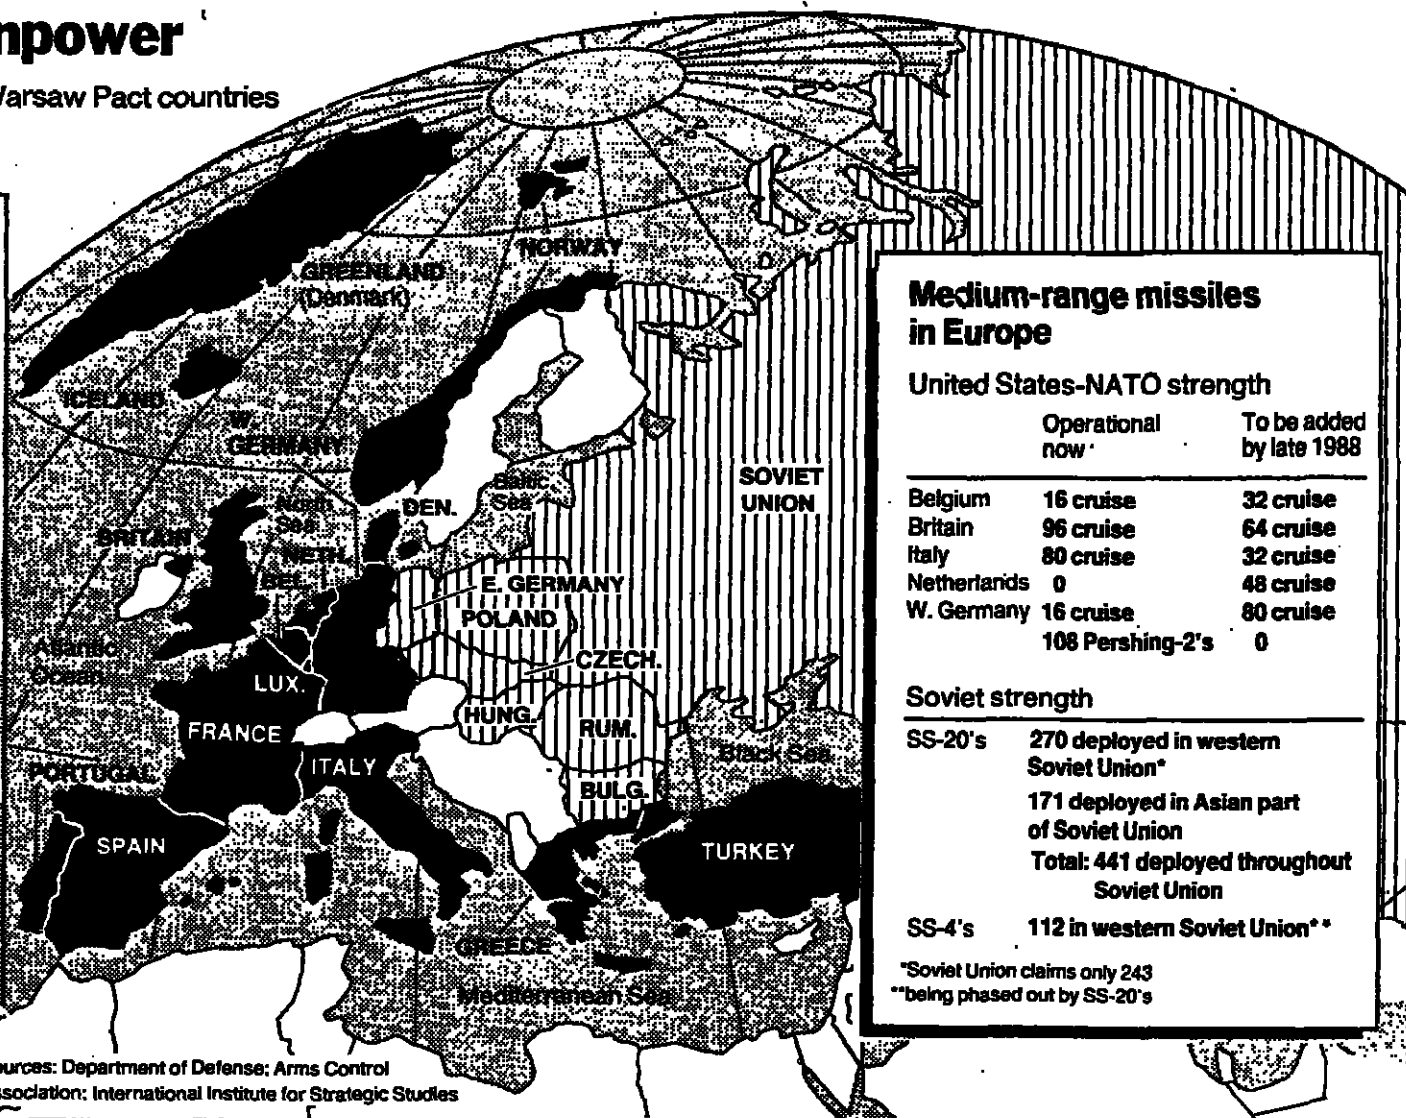 npower
Warsaw Pact countries
NORWAY
GREENLAND
(Denmark)
ICELAND
W.
GERMANY
North
Sea
DEN.
Baltic
Sea
SOVIET
UNION
BRITAIN
NETH.
BEL.
E. GERMANY
POLAND
Atlantic
Ocean
CZECH.
LUX.
HUNG.
RUM.
FRANCE
ITALY
Black Sea
PORTUGAL
BULG.
SPAIN
TURKEY
GREECE
Mediterranean Sea
Medium-range missiles
in Europe
United States-NATO strength
Operational To be added
now by late 1988
Belgium 16 cruise 32 cruise
Britain 96 cruise 64 cruise
Italy 80 cruise 32 cruise
Netherlands 0 48 cruise
W. Germany 16 cruise 80 cruise
108 Pershing-2's 0
Soviet strength
SS-20's 270 deployed in western
Soviet Union*
171 deployed in Asian part
of Soviet Union
Total: 441 deployed throughout
Soviet Union
SS-4's 112 in western Soviet Union**
*Soviet Union claims only 243
**being phased out by SS-20's
ources: Department of Defense; Arms Control
ssociation: International Institute for Strategic Studies